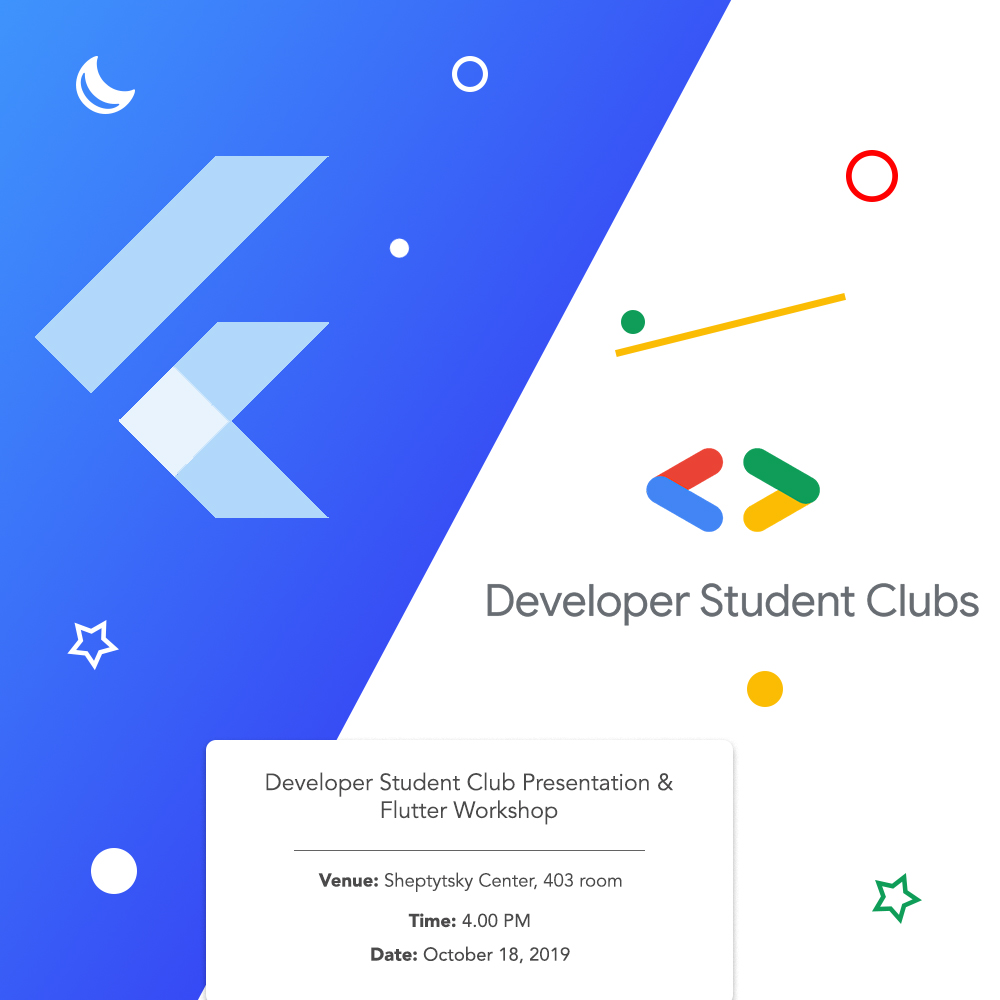 Developer Student Clubs
Developer Student Club Presentation &
Flutter Workshop
Venue: Sheptytsky Center, 403 room
Time: 4.00 PM
Date: October 18, 2019